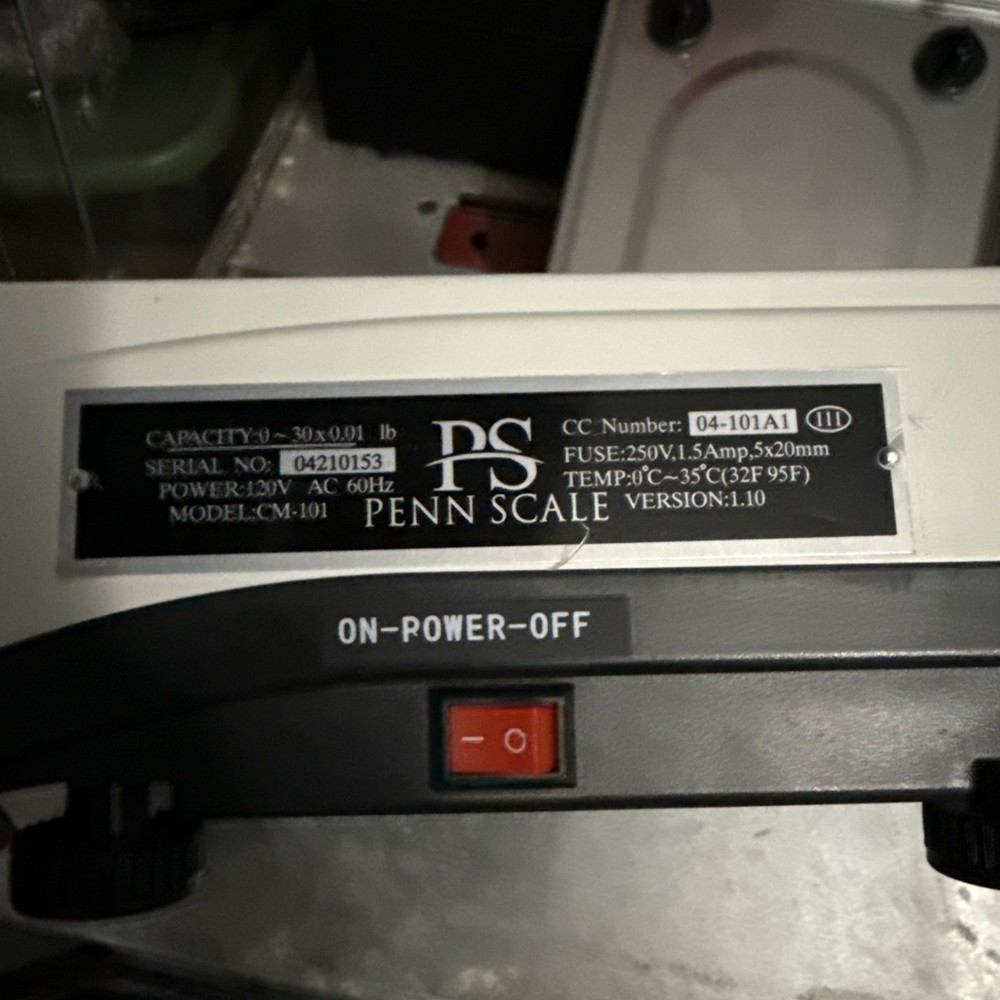 CAPACITY:0~30x0.01 lb
SERIAL NO: 04210153
POWER:120V AC 60Hz
MODEL:CM-101
PS
PENN SCALE
CC Number: 04-101A1 III
FUSE:250V,1.5Amp,5x20mm
TEMP:0°C~35°C(32F 95F)
VERSION:1.10
ON-POWER-OFF
— O